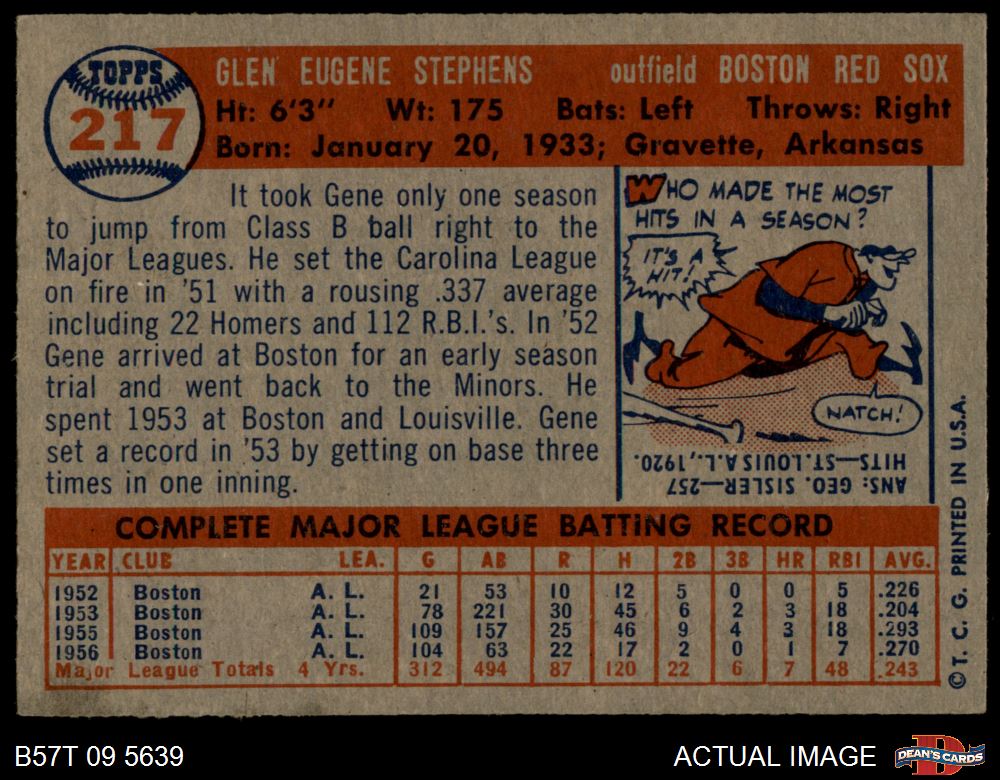 TOPPS
217
GLEN EUGENE STEPHENS outfield BOSTON RED SOX
Ht: 6'3" Wt: 175 Bats: Left Throws: Right
Born: January 20, 1933; Gravette, Arkansas
It took Gene only one season
to jump from Class B ball right to the
Major Leagues. He set the Carolina League
on fire in '51 with a rousing .337 average
including 22 Homers and 112 R.B.I.'s. In '52
Gene arrived at Boston for an early season
trial and went back to the Minors. He
spent 1953 at Boston and Louisville. Gene
set a record in '53 by getting on base three
times in one inning.
WHO MADE THE MOST
HITS IN A SEASON?
IT'S A
HIT!
NATCH!
ANS: GEO. SISLER—257
HITS—ST. LOUIS A.L., 1920.
COMPLETE MAJOR LEAGUE BATTING RECORD
YEAR CLUB LEA. G AB R H 2B 3B HR RBI AVG.
1952 Boston A. L. 21 53 10 12 5 0 0 5 .226
1953 Boston A. L. 78 221 30 45 6 2 3 18 .204
1955 Boston A. L. 109 157 25 46 9 4 3 18 .293
1956 Boston A. L. 104 63 22 17 2 0 1 7 .270
Major League Totals 4 Yrs. 312 494 87 120 22 6 7 48 .243
© T. C. G. PRINTED IN U.S.A.
B57T 09 5639
ACTUAL IMAGE
DEAN'S CARDS